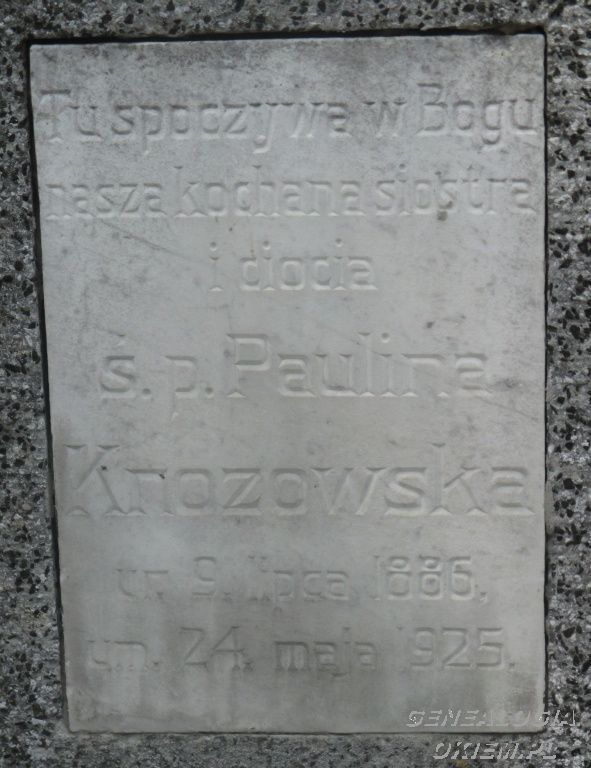 Tu spoczywa w Bogu
nasza kochana siostra
i ciocia
ś. p. Paulina
Knozowska
ur. 9. lipca 1886,
um. 24. maja 1925.
GENEALOGIA
OKIEM.PL